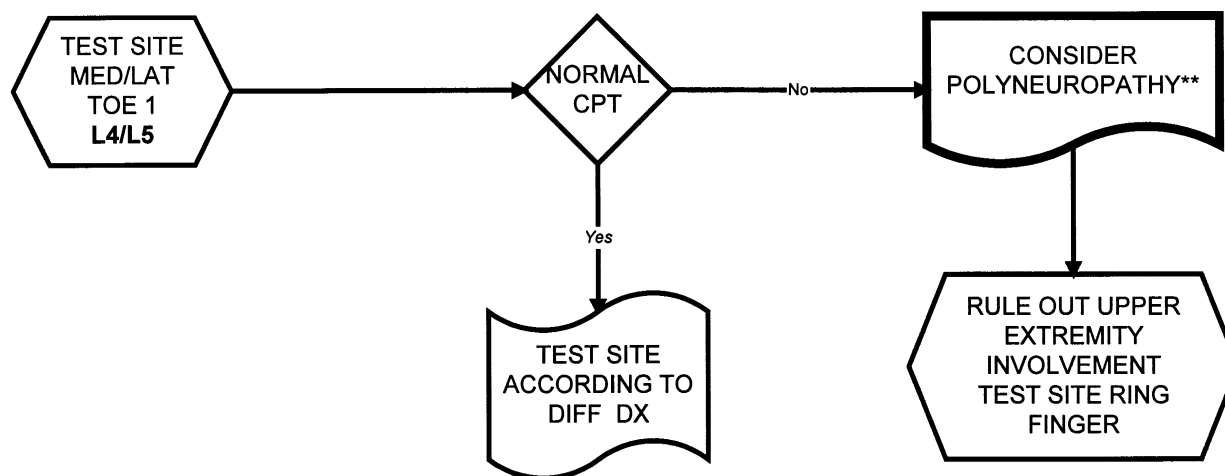 TEST SITE
MED/LAT
TOE 1
L4/L5
NORMAL
CPT
No
CONSIDER
POLYNEUROPATHY**
Yes
TEST SITE
ACCORDING TO
DIFF DX
RULE OUT UPPER
EXTREMITY
INVOLVEMENT
TEST SITE RING
FINGER